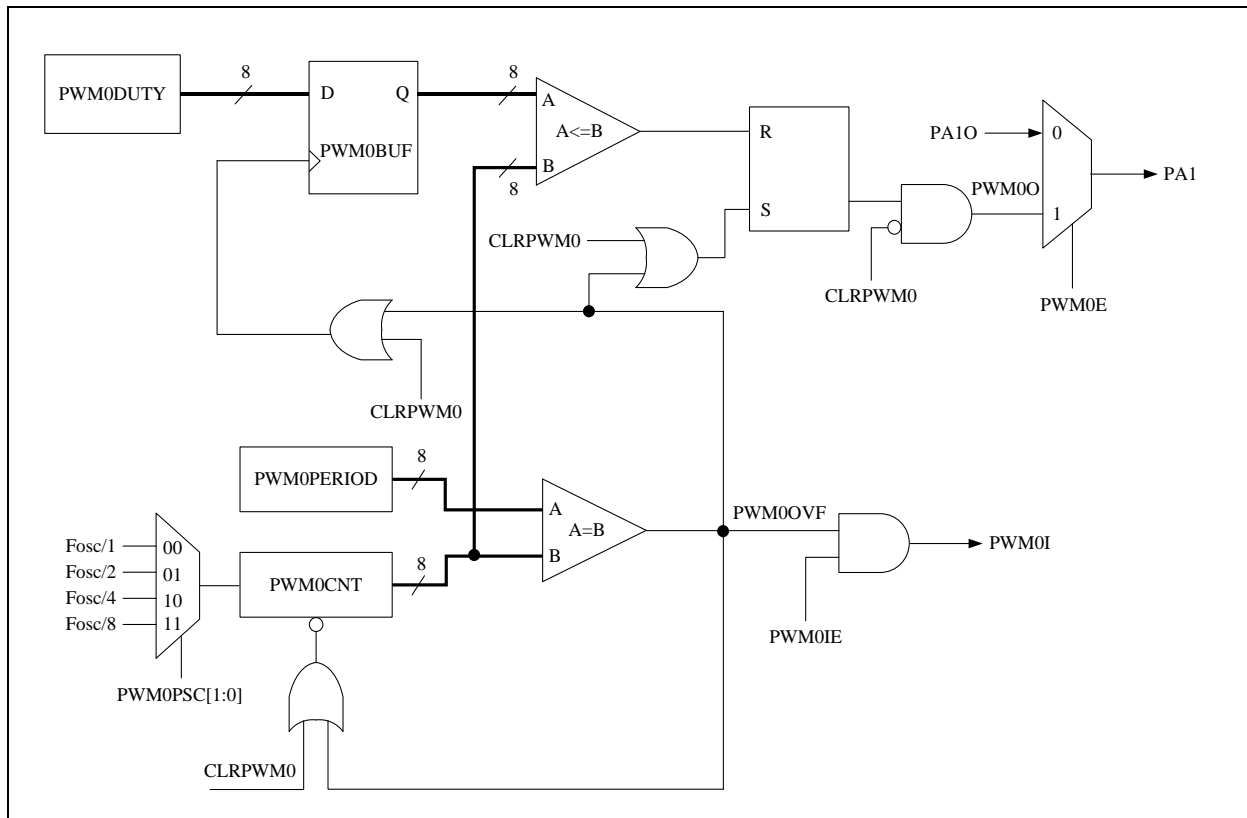 PWM0DUTY
8
D
Q
PWM0BUF
8
A
A<=B
B
8
R
S
PA1O
0
1
PA1
PWM0O
CLRPWM0
CLRPWM0
PWM0E
CLRPWM0
PWM0PERIOD
8
A
A=B
B
PWM0OVF
PWM0I
PWM0IE
Fosc/1
00
Fosc/2
01
Fosc/4
10
Fosc/8
11
PWM0CNT
8
PWM0PSC[1:0]
CLRPWM0